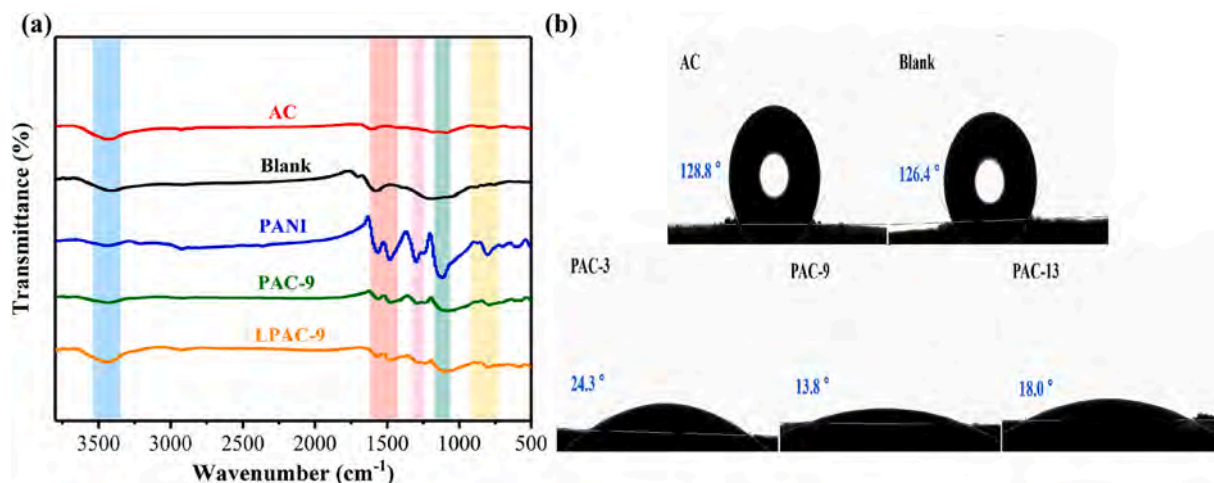 (a)
AC
Blank
PANI
PAC-9
LPAC-9
Transmittance (%)
3500 3000 2500 2000 1500 1000 500
Wavenumber (cm⁻¹)
(b)
AC
Blank
128.8 °
126.4 °
PAC-3
PAC-9
PAC-13
24.3 °
13.8 °
18.0 °